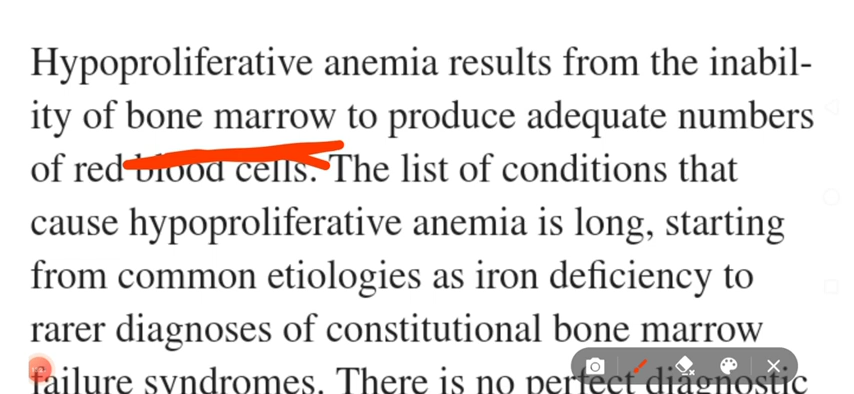 Hypoproliferative anemia results from the inabil-
ity of bone marrow to produce adequate numbers
of red blood cells. The list of conditions that
cause hypoproliferative anemia is long, starting
from common etiologies as iron deficiency to
rarer diagnoses of constitutional bone marrow
failure syndromes. There is no perfect diagnostic